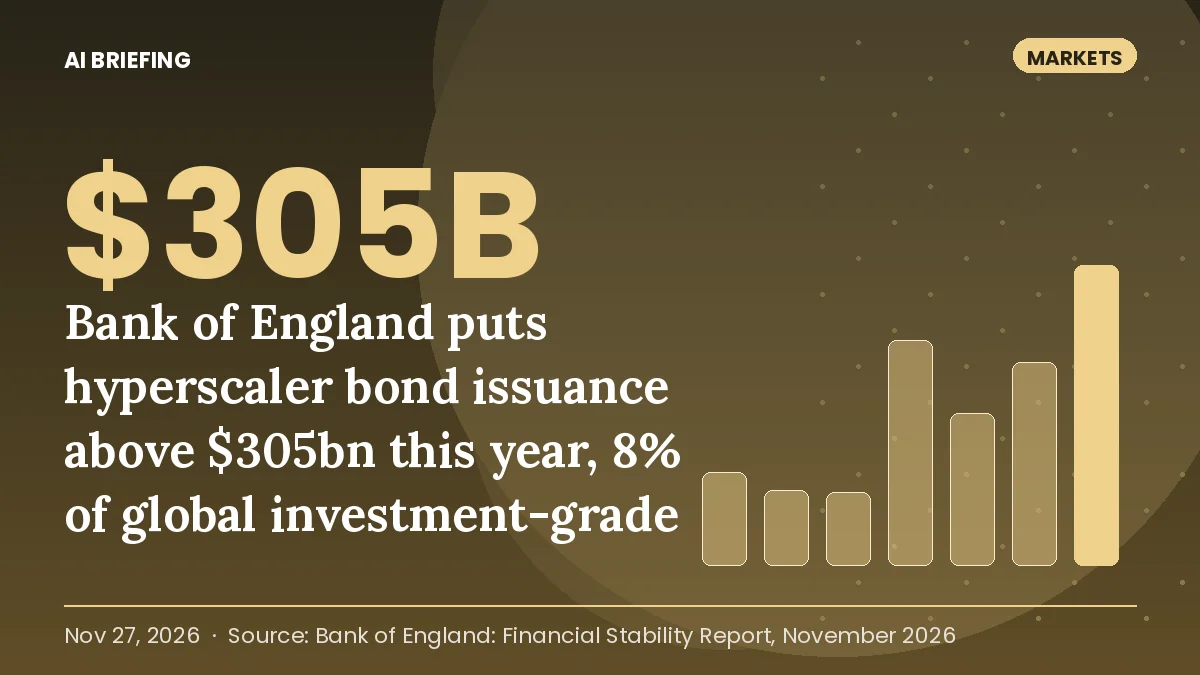 AI BRIEFING
MARKETS
$305B
Bank of England puts
hyperscaler bond issuance
above $305bn this year, 8%
of global investment-grade
Nov 27, 2026 · Source: Bank of England: Financial Stability Report, November 2026